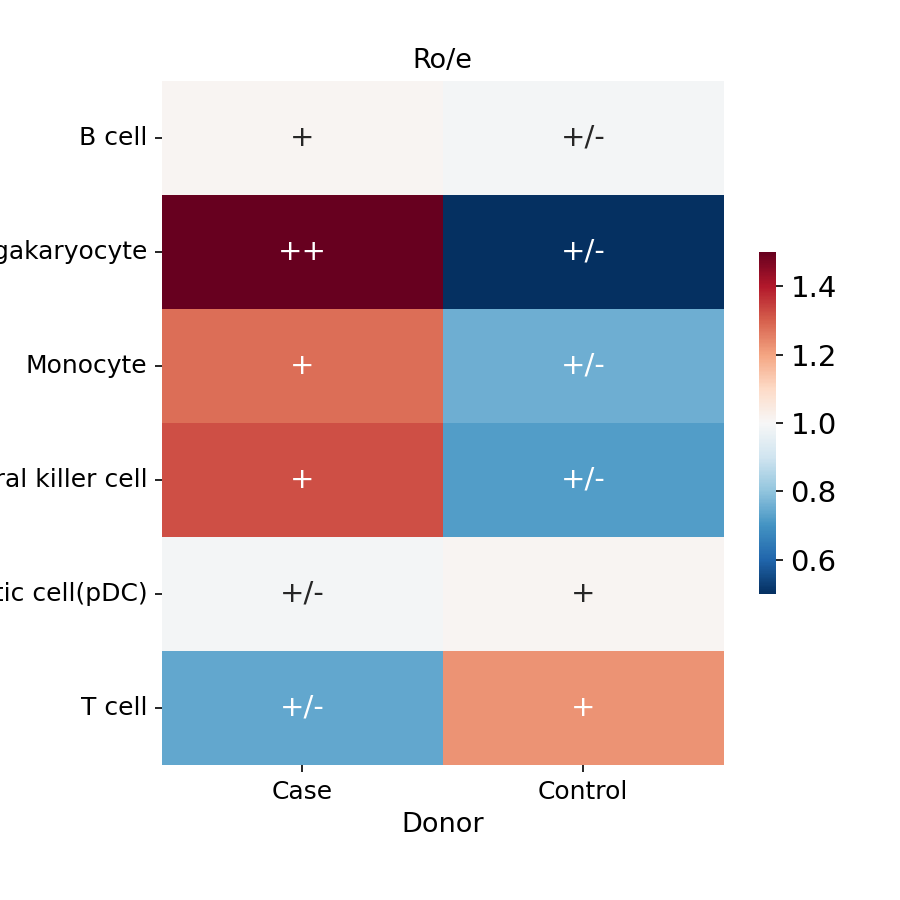 Ro/e
B cell + +/-
gakaryocyte ++ +/-
Monocyte + +/-
ral killer cell + +/-
tic cell(pDC) +/- +
T cell +/- +
1.4
1.2
1.0
0.8
0.6
Case Control
Donor